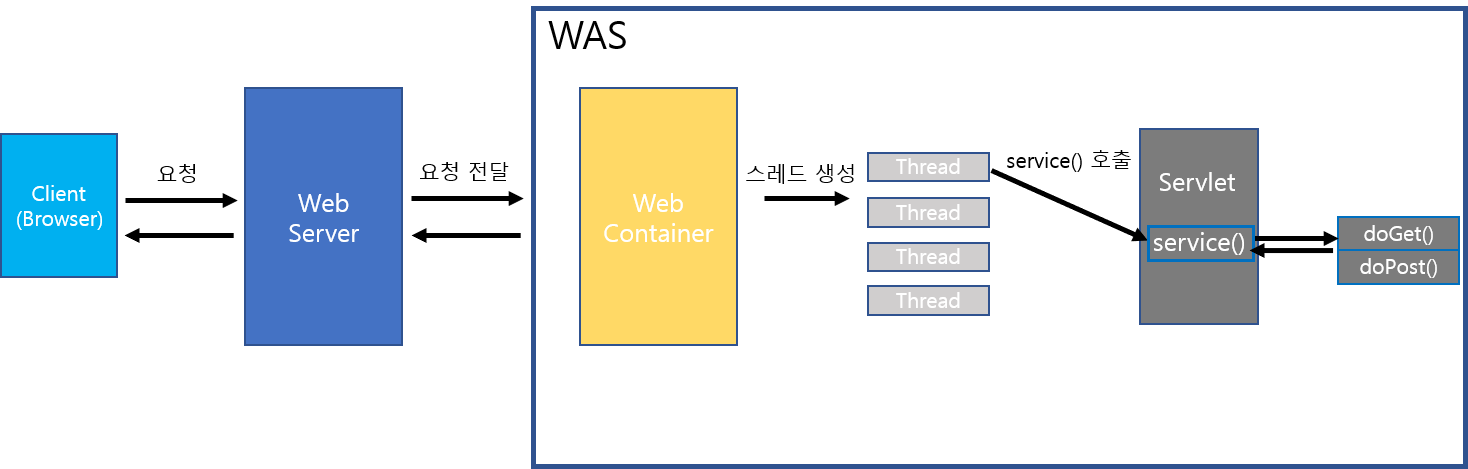 WAS
Client
(Browser)
요청
Web
Server
요청 전달
Web
Container
스레드 생성
Thread
Thread
Thread
Thread
service() 호출
Servlet
service()
doGet()
doPost()